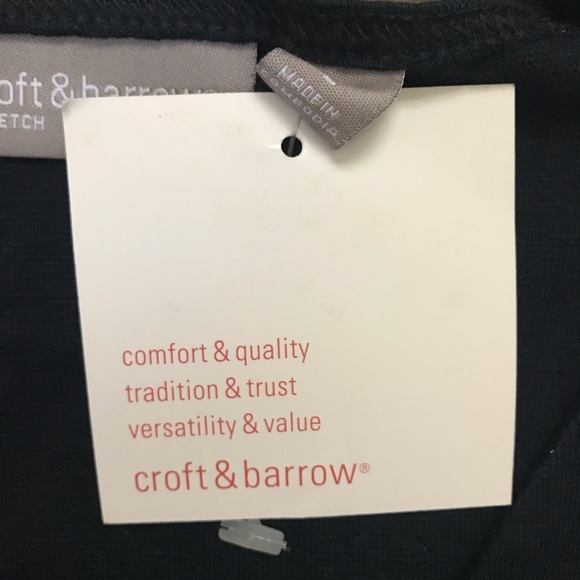 oft & barrow
ETCH
MADE IN
CAMBODIA
comfort & quality
tradition & trust
versatility & value
croft & barrow®